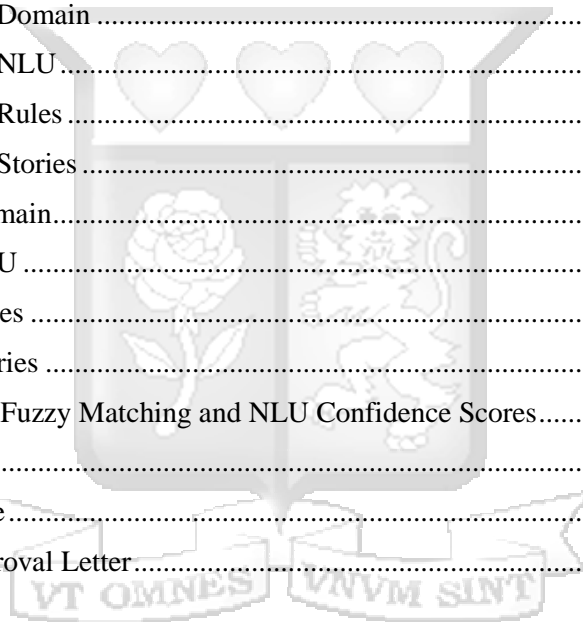 Domain ................................................................
NLU ................................................................
Rules ................................................................
Stories ................................................................
main................................................................
U ................................................................
es ................................................................
ries ................................................................
Fuzzy Matching and NLU Confidence Scores......
................................................................
e ................................................................
roval Letter................................................................
VT OMNES VNVM SINT